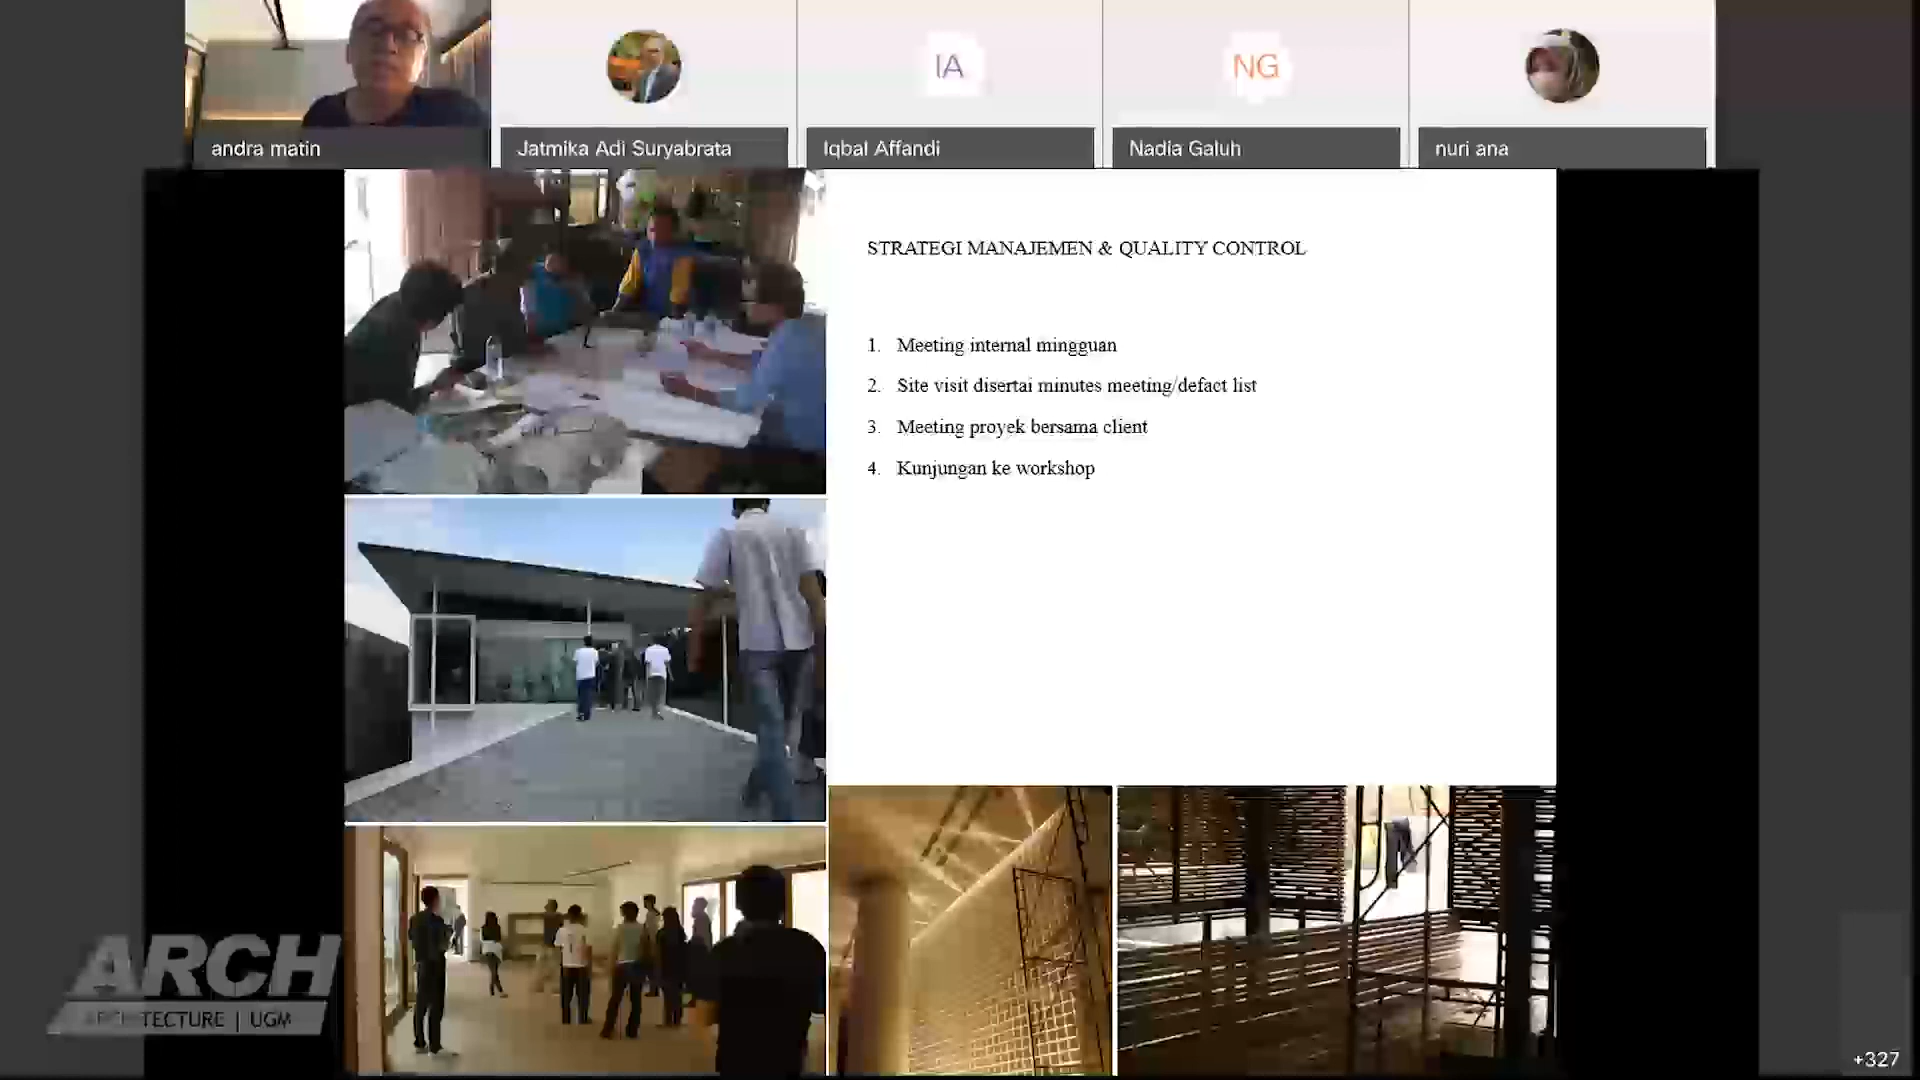 IA
NG
andra matin
Jatmika Adi Suryabrata
Iqbal Affandi
Nadia Galuh
nuri ana
STRATEGI MANAJEMEN & QUALITY CONTROL
1. Meeting internal mingguan
2. Site visit disertai minutes meeting/defact list
3. Meeting proyek bersama client
4. Kunjungan ke workshop
ARCH
ARCHITECTURE | UGM
+327